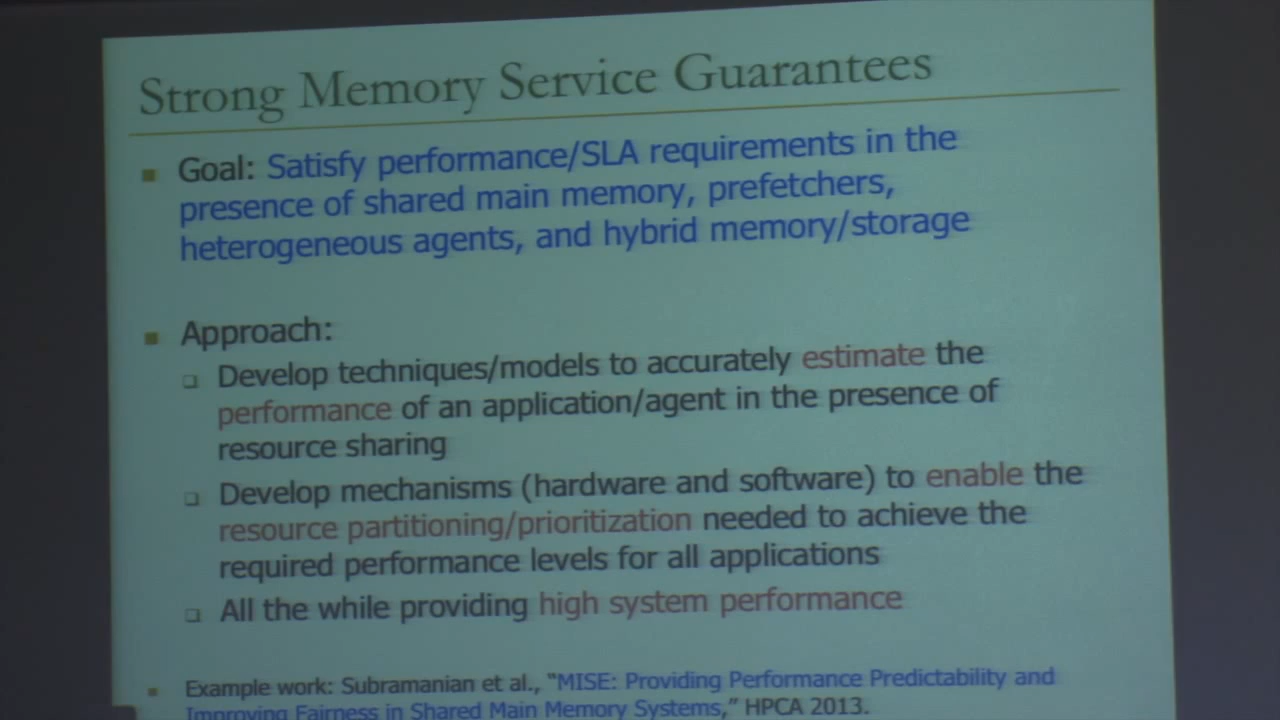 Strong Memory Service Guarantees
Goal: Satisfy performance/SLA requirements in the
presence of shared main memory, prefetchers,
heterogeneous agents, and hybrid memory/storage
Approach:
Develop techniques/models to accurately estimate the
performance of an application/agent in the presence of
resource sharing
Develop mechanisms (hardware and software) to enable the
resource partitioning/prioritization needed to achieve the
required performance levels for all applications
All the while providing high system performance
Example work: Subramanian et al., "MISE: Providing Performance Predictability and
Improving Fairness in Shared Main Memory Systems," HPCA 2013.